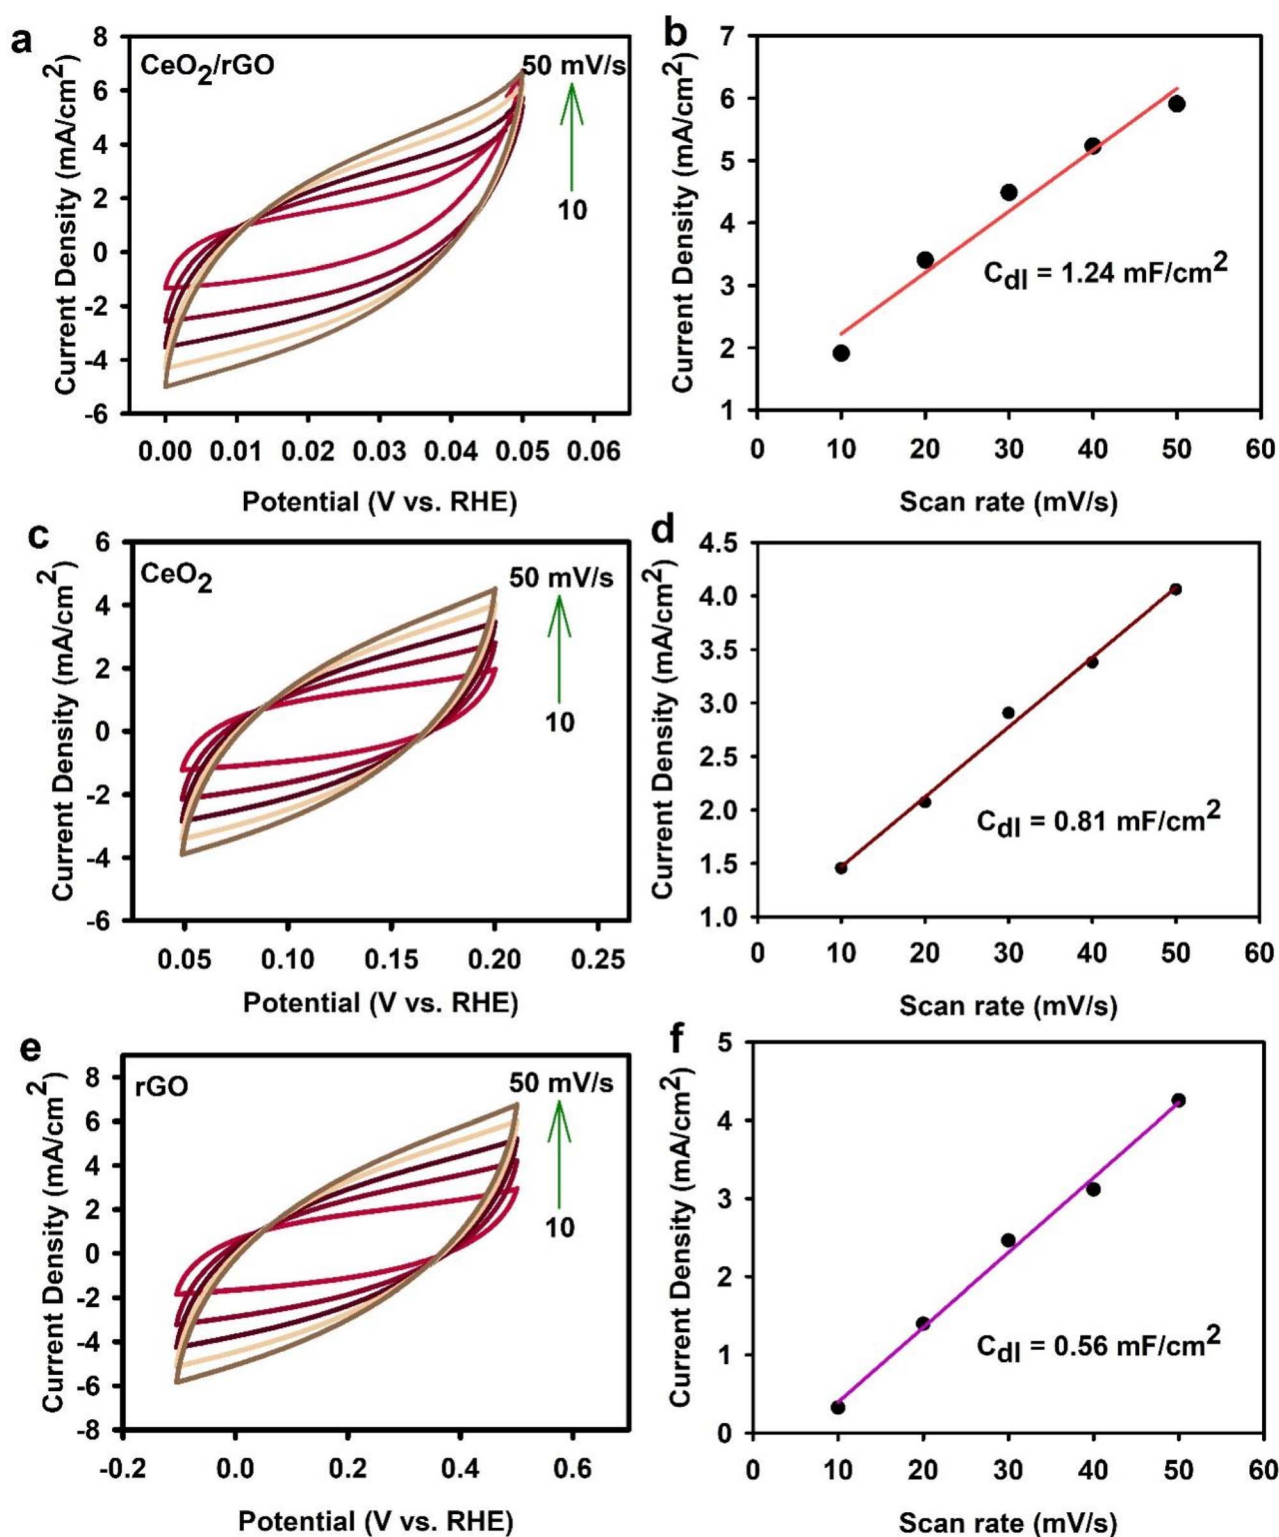 a
CeO2/rGO
50 mV/s
10
8
6
4
2
0
-2
-4
-6
Current Density (mA/cm2)
0.00 0.01 0.02 0.03 0.04 0.05 0.06
Potential (V vs. RHE)
b
7
6
5
4
3
2
1
Current Density (mA/cm2)
Cdl = 1.24 mF/cm2
0 10 20 30 40 50 60
Scan rate (mV/s)
c
CeO2
50 mV/s
10
6
4
2
0
-2
-4
-6
Current Density (mA/cm2)
0.05 0.10 0.15 0.20 0.25
Potential (V vs. RHE)
d
4.5
4.0
3.5
3.0
2.5
2.0
1.5
1.0
Current Density (mA/cm2)
Cdl = 0.81 mF/cm2
0 10 20 30 40 50 60
Scan rate (mV/s)
e
rGO
50 mV/s
10
8
6
4
2
0
-2
-4
-6
-8
Current Density (mA/cm2)
-0.2 0.0 0.2 0.4 0.6
Potential (V vs. RHE)
f
5
4
3
2
1
0
Current Density (mA/cm2)
Cdl = 0.56 mF/cm2
0 10 20 30 40 50 60
Scan rate (mV/s)